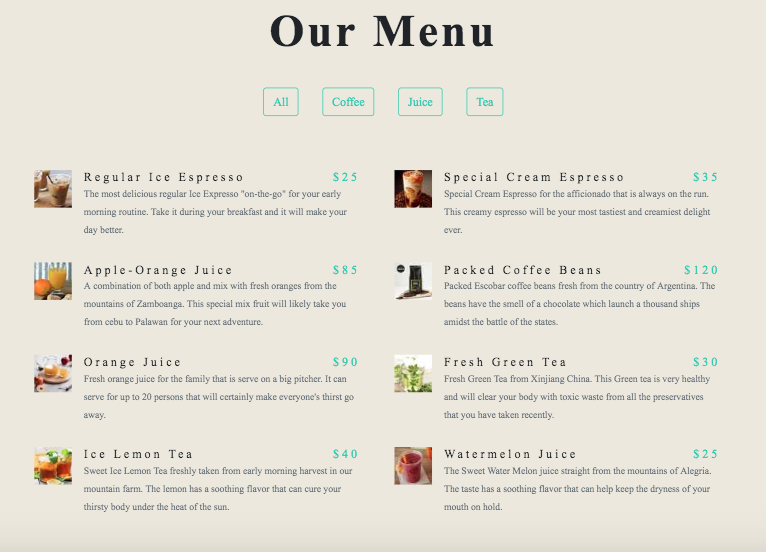 Our Menu
All
Coffee
Juice
Tea
Regular Ice Espresso $25
The most delicious regular Ice Expresso "on-the-go" for your early
morning routine. Take it during your breakfast and it will make your
day better.
Special Cream Espresso $35
Special Cream Espresso for the afficionado that is always on the run.
This creamy espresso will be your most tastiest and creamiest delight
ever.
Apple-Orange Juice $85
A combination of both apple and mix with fresh oranges from the
mountains of Zamboanga. This special mix fruit will likely take you
from cebu to Palawan for your next adventure.
Packed Coffee Beans $120
Packed Escobar coffee beans fresh from the country of Argentina. The
beans have the smell of a chocolate which launch a thousand ships
amidst the battle of the states.
Orange Juice $90
Fresh orange juice for the family that is serve on a big pitcher. It can
serve for up to 20 persons that will certainly make everyone's thirst go
away.
Fresh Green Tea $30
Fresh Green Tea from Xinjiang China. This Green tea is very healthy
and will clear your body with toxic waste from all the preservatives
that you have taken recently.
Ice Lemon Tea $40
Sweet Ice Lemon Tea freshly taken from early morning harvest in our
mountain farm. The lemon has a soothing flavor that can cure your
thirsty body under the heat of the sun.
Watermelon Juice $25
The Sweet Water Melon juice straight from the mountains of Alegria.
The taste has a soothing flavor that can help keep the dryness of your
mouth on hold.